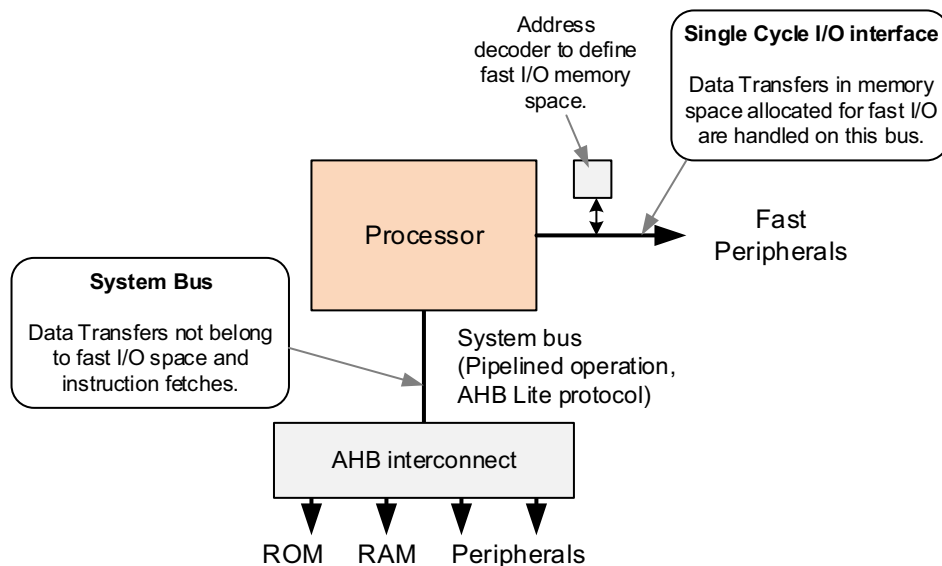 Address
decoder to define
fast I/O memory
space.
Single Cycle I/O interface
Data Transfers in memory
space allocated for fast I/O
are handled on this bus.
Processor
Fast
Peripherals
System Bus
Data Transfers not belong
to fast I/O space and
instruction fetches.
System bus
(Pipelined operation,
AHB Lite protocol)
AHB interconnect
ROM RAM Peripherals